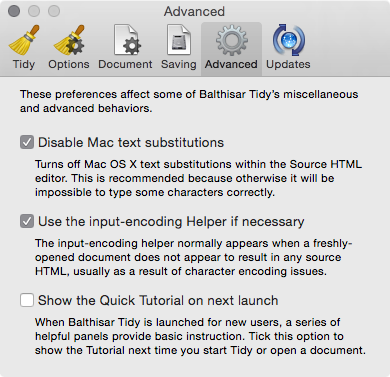 Advanced
Tidy Options Document Saving Advanced Updates
These preferences affect some of Balthisar Tidy's miscellaneous
and advanced behaviors.
Disable Mac text substitutions
Turns off Mac OS X text substitutions within the Source HTML
editor. This is recommended because otherwise it will be
impossible to type some characters correctly.
Use the input-encoding Helper if necessary
The input-encoding helper normally appears when a freshly-
opened document does not appear to result in any source
HTML, usually as a result of character encoding issues.
Show the Quick Tutorial on next launch
When Balthisar Tidy is launched for new users, a series of
helpful panels provide basic instruction. Tick this option to
show the Tutorial next time you start Tidy or open a document.